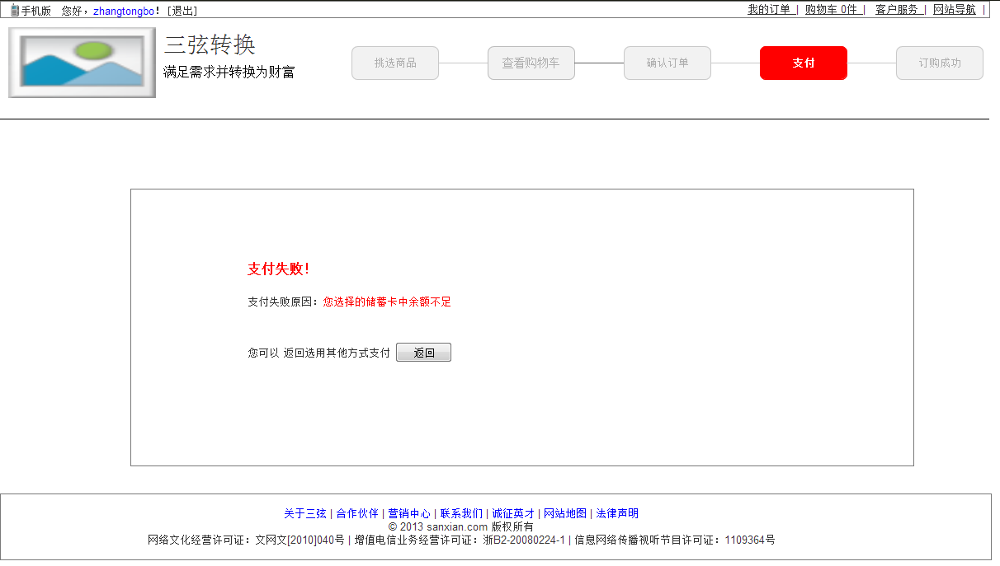 手机版 您好，zhangtongbo！[退出]
我的订单 | 购物车 0件 | 客户服务 | 网站导航 |
三弦转换
满足需求并转换为财富
挑选商品 查看购物车 确认订单 支付 订购成功
支付失败！
支付失败原因：您选择的储蓄卡中余额不足
您可以 返回选用其他方式支付 返回
关于三弦 | 合作伙伴 | 营销中心 | 联系我们 | 诚征英才 | 网站地图 | 法律声明
© 2013 sanxian.com 版权所有
网络文化经营许可证：文网文[2010]040号 | 增值电信业务经营许可证：浙B2-20080224-1 | 信息网络传播视听节目许可证：1109364号